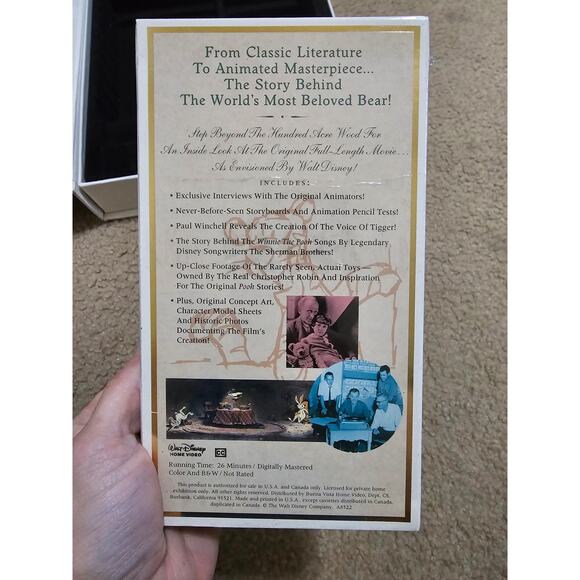 From Classic Literature
To Animated Masterpiece...
The Story Behind
The World's Most Beloved Bear!
Step Beyond The Hundred Acre Wood For
An Inside Look At The Original Full-Length Movie...
As Envisioned By Walt Disney!
INCLUDES:
• Exclusive Interviews With The Original Animators!
• Never-Before-Seen Storyboards And Animation Pencil Tests!
• Paul Winchell Reveals The Creation Of The Voice Of Tigger!
• The Story Behind The Winnie The Pooh Songs By Legendary
Disney Songwriters The Sherman Brothers!
• Up-Close Footage Of The Rarely Seen, Actual Toys —
Owned By The Real Christopher Robin And Inspiration
For The Original Pooh Stories!
• Plus, Original Concept Art,
Character Model Sheets
And Historic Photos
Documenting The Film's
Creation!
Walt Disney
HOME VIDEO
CC
Running Time: 26 Minutes / Digitally Mastered
Color And B&W / Not Rated
This product is authorized for sale in U.S.A. and Canada only. Licensed for private home
exhibition only. All other rights reserved. Distributed by Buena Vista Home Video, Dept. CS,
Burbank, California 91521. Made and printed in U.S.A., except cassettes distributed in Canada,
duplicated in Canada. © The Walt Disney Company. A8522